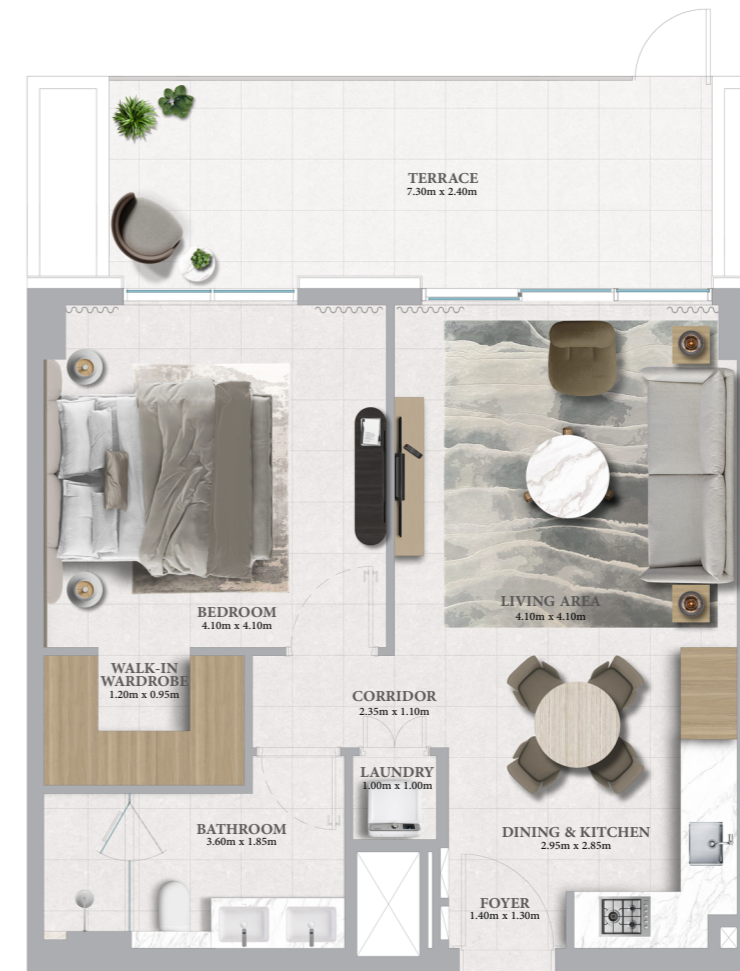 TERRACE
7.30m x 2.40m
BEDROOM
4.10m x 4.10m
LIVING AREA
4.10m x 4.10m
WALK-IN
WARDROBE
1.20m x 0.95m
CORRIDOR
2.35m x 1.10m
LAUNDRY
1.00m x 1.00m
BATHROOM
3.60m x 1.85m
DINING & KITCHEN
2.95m x 2.85m
FOYER
1.40m x 1.30m